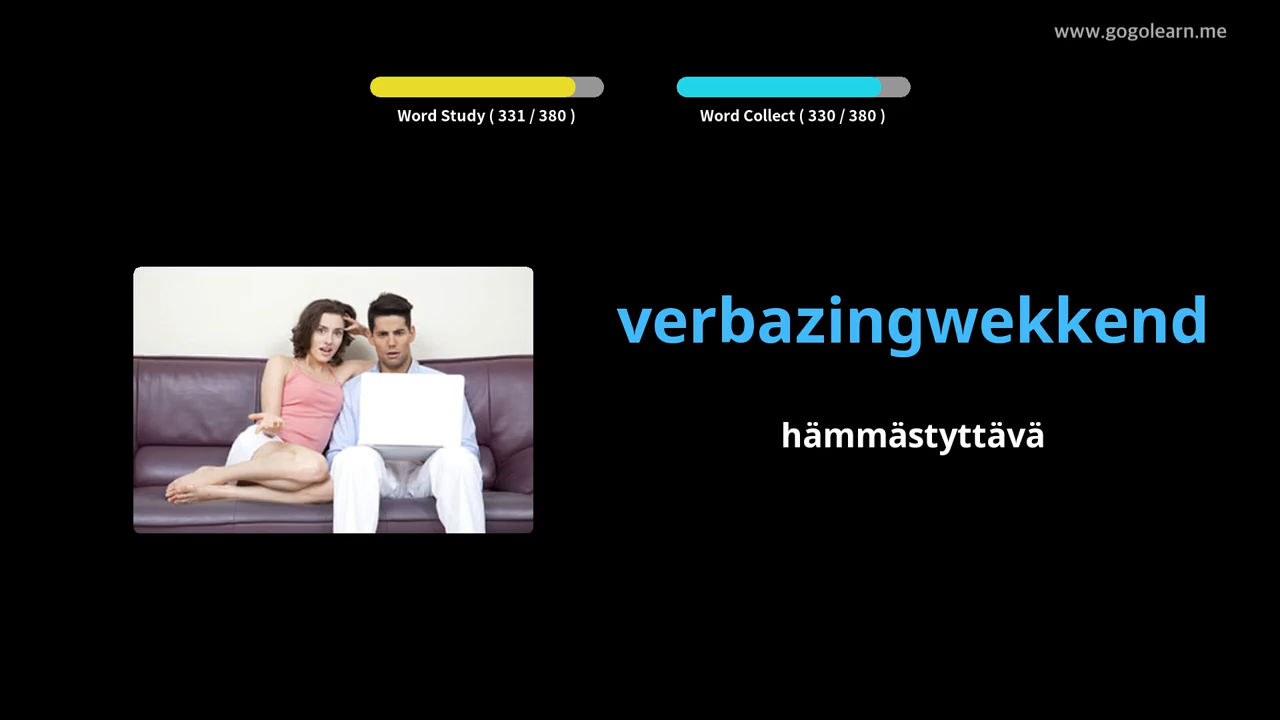 www.gogolearn.me
Word Study ( 331 / 380 )
Word Collect ( 330 / 380 )
verbazingwekkend
hämmästyttävä